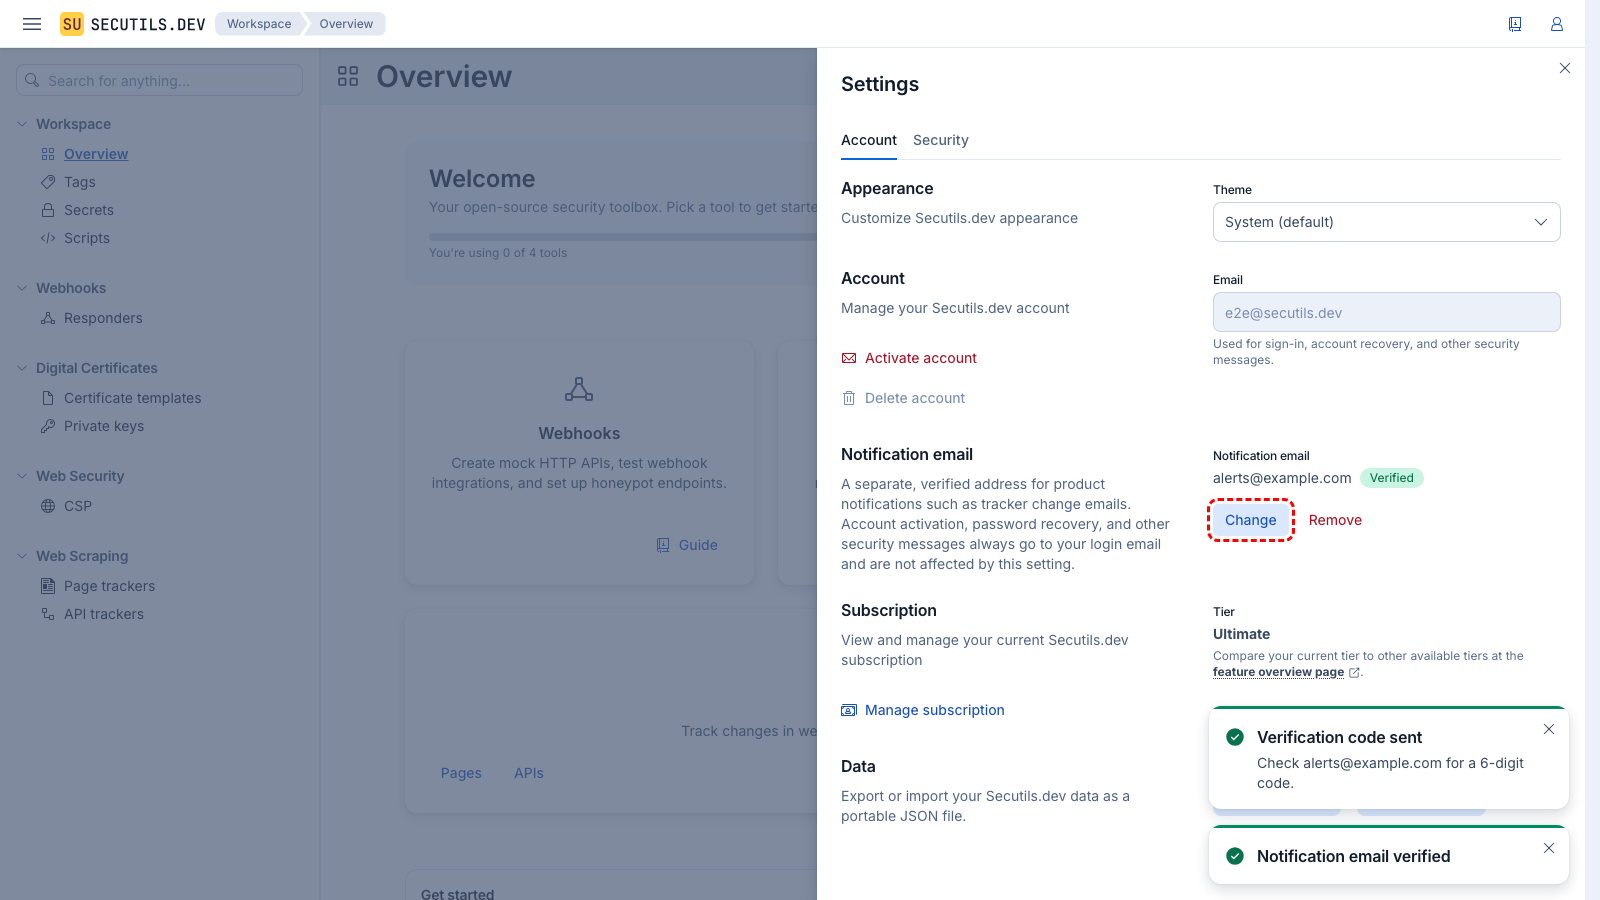 SU SECUTILS.DEV
Workspace
Overview
Search for anything...
Workspace
Overview
Tags
Secrets
Scripts
Webhooks
Responders
Digital Certificates
Certificate templates
Private keys
Web Security
CSP
Web Scraping
Page trackers
API trackers
Overview
Welcome
Your open-source security toolbox. Pick a tool to get starte
You're using 0 of 4 tools
Webhooks
Create mock HTTP APIs, test webhook
integrations, and set up honeypot endpoints.
Guide
Track changes in we
Pages
APIs
Get started
Settings
Account
Security
Appearance
Customize Secutils.dev appearance
Theme
System (default)
Account
Manage your Secutils.dev account
Activate account
Delete account
Email
e2e@secutils.dev
Used for sign-in, account recovery, and other security
messages.
Notification email
A separate, verified address for product
notifications such as tracker change emails.
Account activation, password recovery, and other
security messages always go to your login email
and are not affected by this setting.
Notification email
alerts@example.com Verified
Change
Remove
Subscription
View and manage your current Secutils.dev
subscription
Manage subscription
Tier
Ultimate
Compare your current tier to other available tiers at the
feature overview page.
Data
Export or import your Secutils.dev data as a
portable JSON file.
Verification code sent
Check alerts@example.com for a 6-digit
code.
Notification email verified